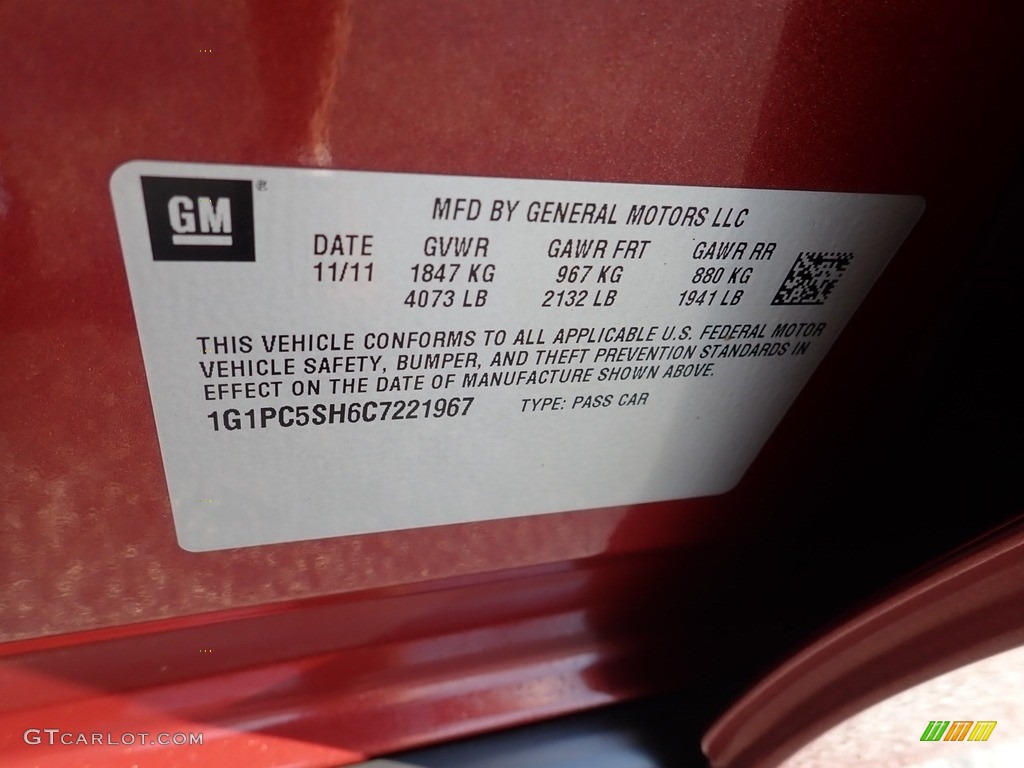 GM®
MFD BY GENERAL MOTORS LLC
DATE GVWR GAWR FRT GAWR RR
11/11 1847 KG 967 KG 880 KG
4073 LB 2132 LB 1941 LB
THIS VEHICLE CONFORMS TO ALL APPLICABLE U.S. FEDERAL MOTOR
VEHICLE SAFETY, BUMPER, AND THEFT PREVENTION STANDARDS IN
EFFECT ON THE DATE OF MANUFACTURE SHOWN ABOVE.
1G1PC5SH6C7221967 TYPE: PASS CAR
GTCARLOT.COM